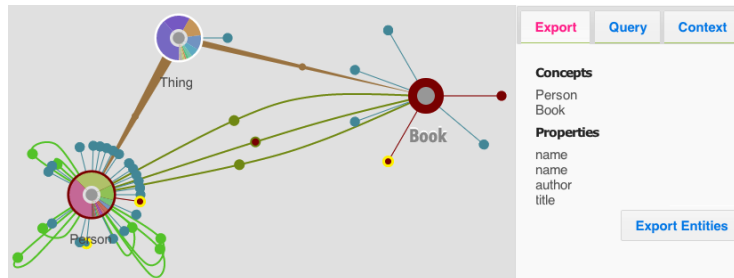 Thing
Book
Person
Export Query Context
Concepts
Person
Book
Properties
name
name
author
title
Export Entities